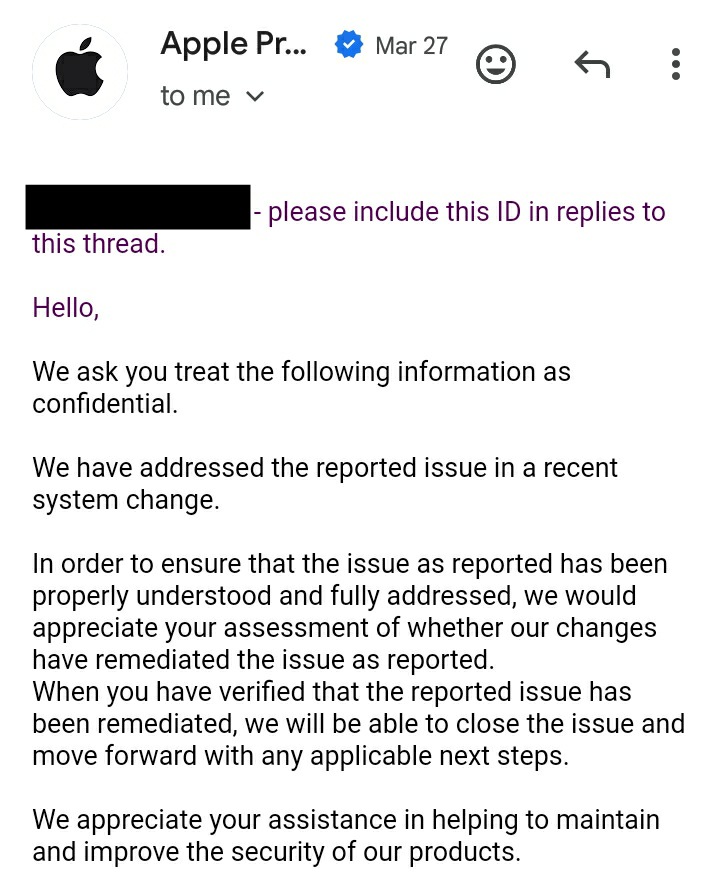 Apple Pr... Mar 27
to me
- please include this ID in replies to
this thread.
Hello,
We ask you treat the following information as
confidential.
We have addressed the reported issue in a recent
system change.
In order to ensure that the issue as reported has been
properly understood and fully addressed, we would
appreciate your assessment of whether our changes
have remediated the issue as reported.
When you have verified that the reported issue has
been remediated, we will be able to close the issue and
move forward with any applicable next steps.
We appreciate your assistance in helping to maintain
and improve the security of our products.